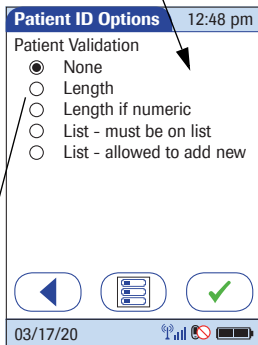 Patient ID Options 12:48 pm
Patient Validation
None
Length
Length if numeric
List - must be on list
List - allowed to add new
03/17/20